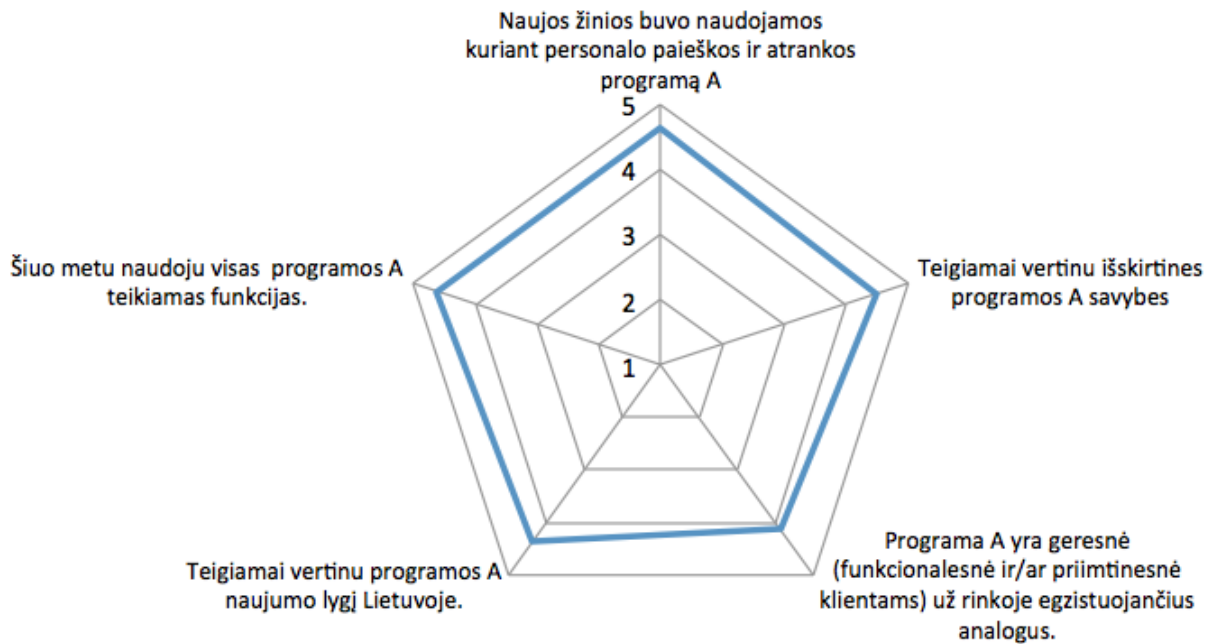 Naujos žinios buvo naudojamos
kuriant personalo paieškos ir atrankos
programą A
5
4
3
2
1
Šiuo metu naudoju visas programos A
teikiamas funkcijas.
Teigiamai vertinu išskirtines
programos A savybes
Teigiamai vertinu programos A
naujumo lygį Lietuvoje.
Programa A yra geresnė
(funkcionalesnė ir/ar priimtinesnė
klientams) už rinkoje egzistuojančius
analogus.